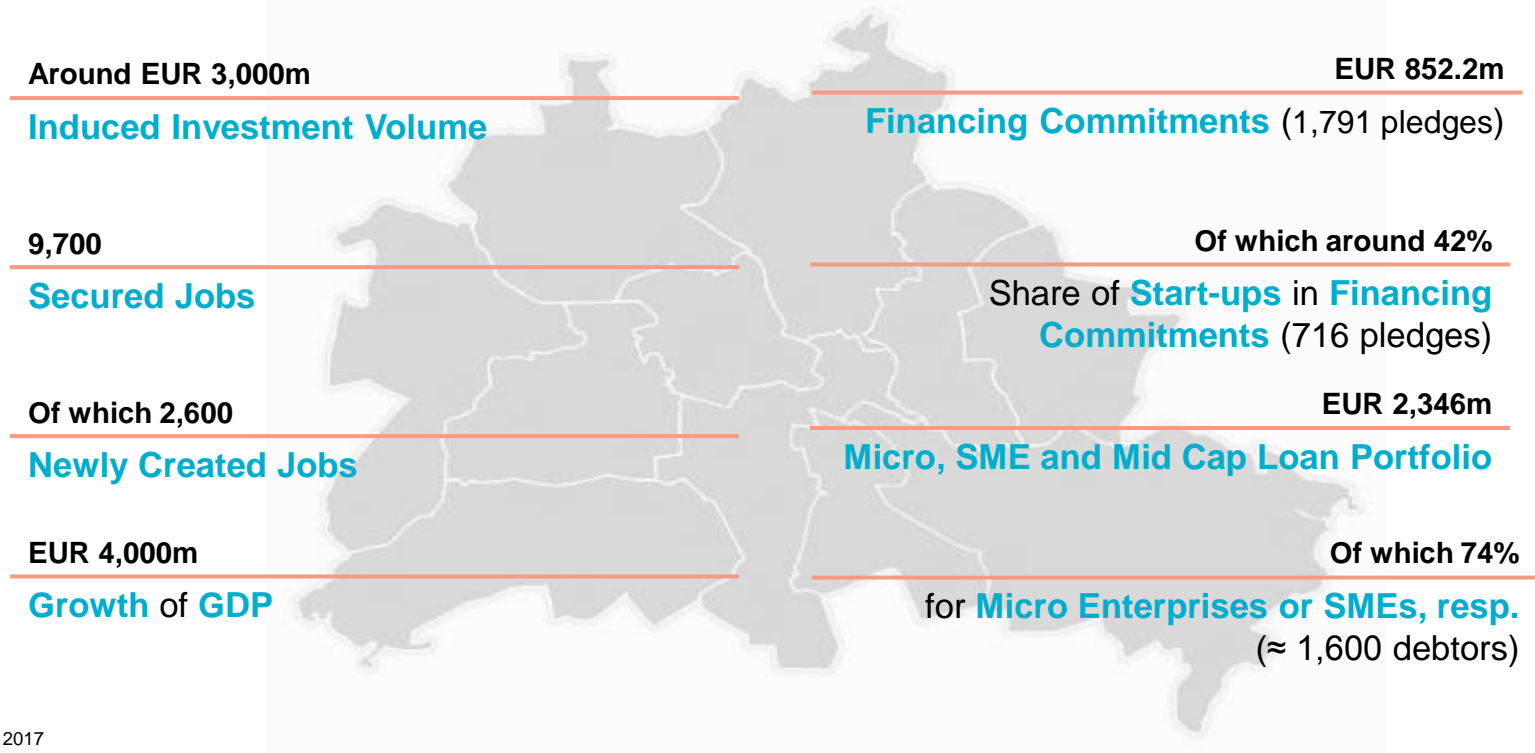 Around EUR 3,000m
Induced Investment Volume
9,700
Secured Jobs
Of which 2,600
Newly Created Jobs
EUR 4,000m
Growth of GDP
EUR 852.2m
Financing Commitments (1,791 pledges)
Of which around 42%
Share of Start-ups in Financing
Commitments (716 pledges)
EUR 2,346m
Micro, SME and Mid Cap Loan Portfolio
Of which 74%
for Micro Enterprises or SMEs, resp.
(≈ 1,600 debtors)
2017